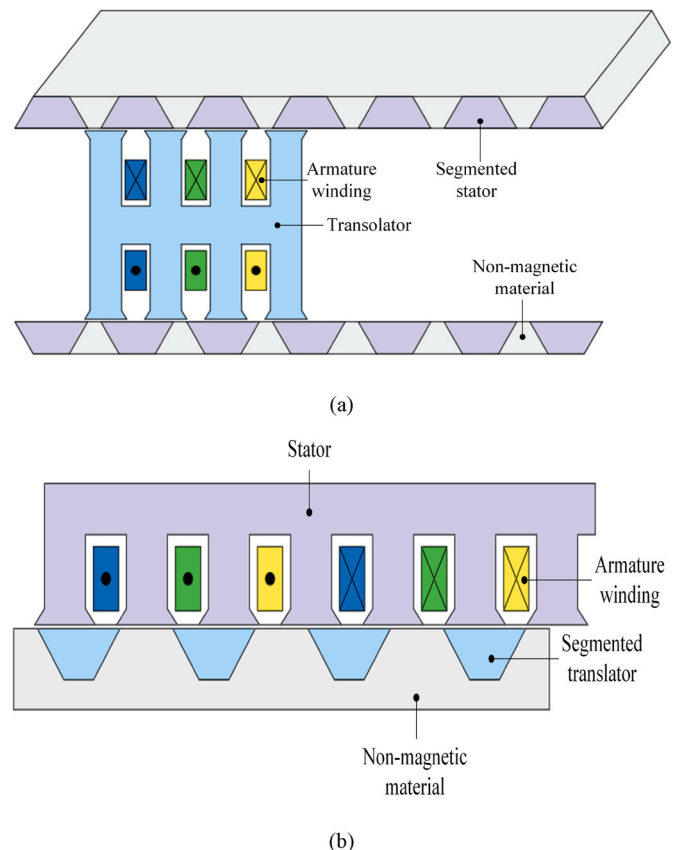 Armature
winding
Segmented
stator
Transolator
Non-magnetic
material
(a)
Stator
Armature
winding
Segmented
translator
Non-magnetic
material
(b)